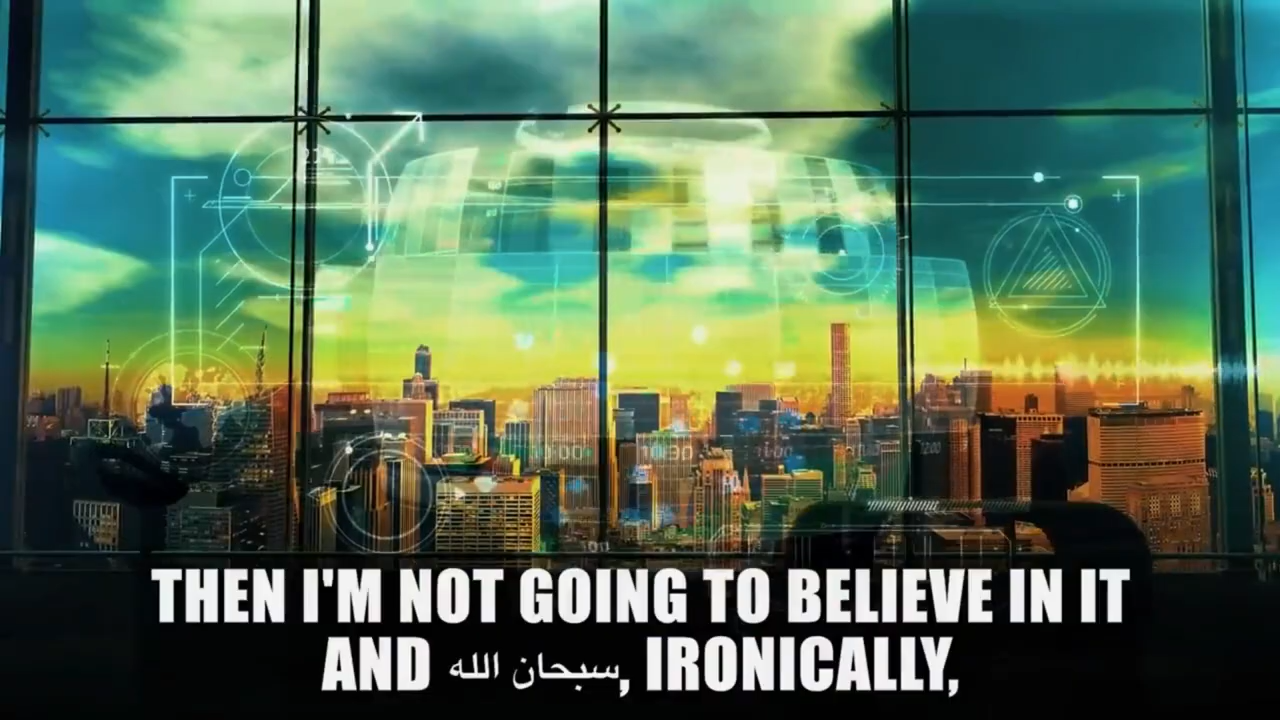 THEN I'M NOT GOING TO BELIEVE IN IT
AND سبحان الله, IRONICALLY,